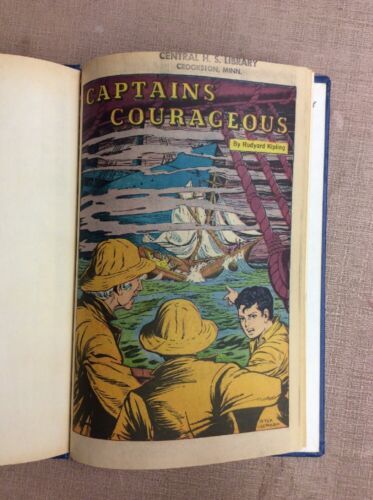 CENTRAL H. S. LIBRARY
CROOKSTON, MINN.
CAPTAINS
COURAGEOUS
By Rudyard Kipling